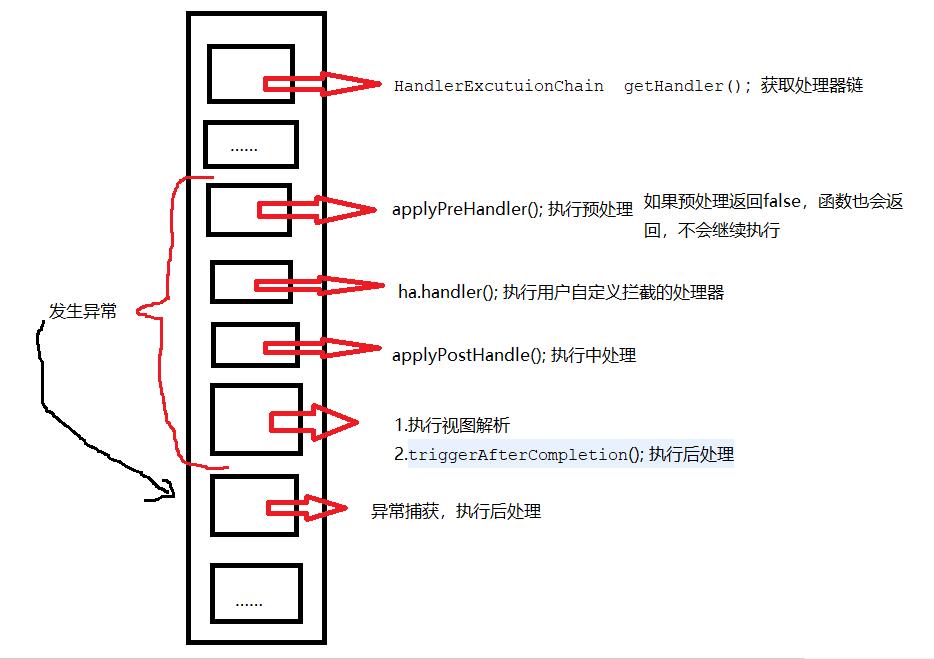 HandlerExcutuionChain getHandler(); 获取处理器链
......
applyPreHandler(); 执行预处理
如果预处理返回false，函数也会返
回，不会继续执行
ha.handler(); 执行用户自定义拦截的处理器
发生异常
applyPostHandle(); 执行中处理
1.执行视图解析
2.triggerAfterCompletion(); 执行后处理
异常捕获，执行后处理
......